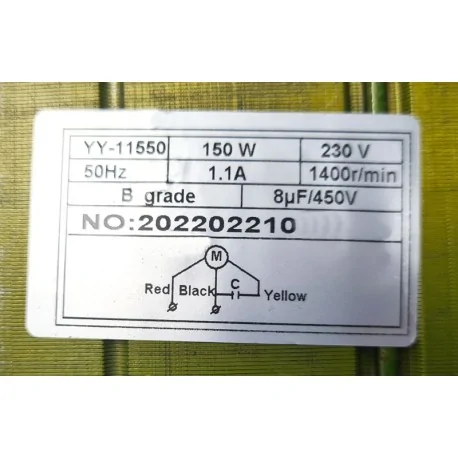 YY-11550 150 W 230 V
50Hz 1.1A 1400r/min
B grade 8µF/450V
NO:202202210
M
Red Black C Yellow